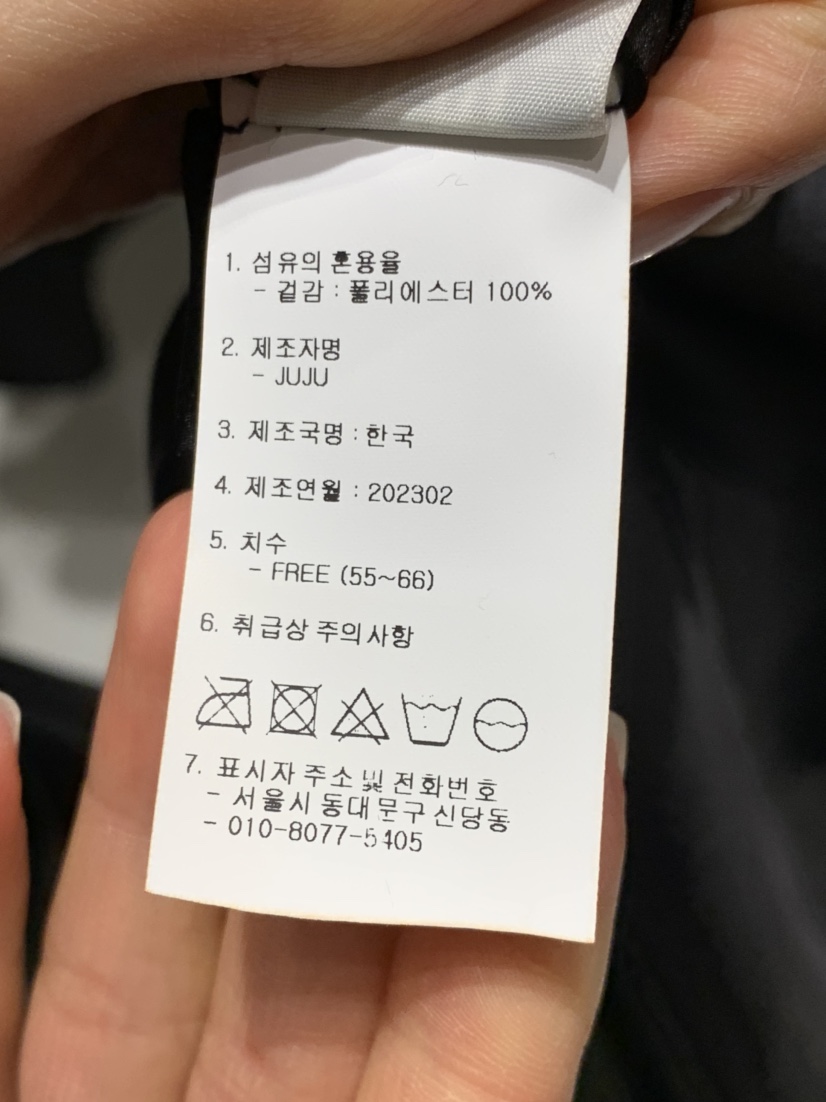 1. 섬유의 혼용율
- 겉감 : 폴리에스터 100%
2. 제조자명
- JUJU
3. 제조국명 : 한국
4. 제조연월 : 202302
5. 치수
- FREE (55~66)
6. 취급상 주의사항
7. 표시자 주소 및 전화번호
- 서울시 동대문구 신당동
- 010-8077-5405